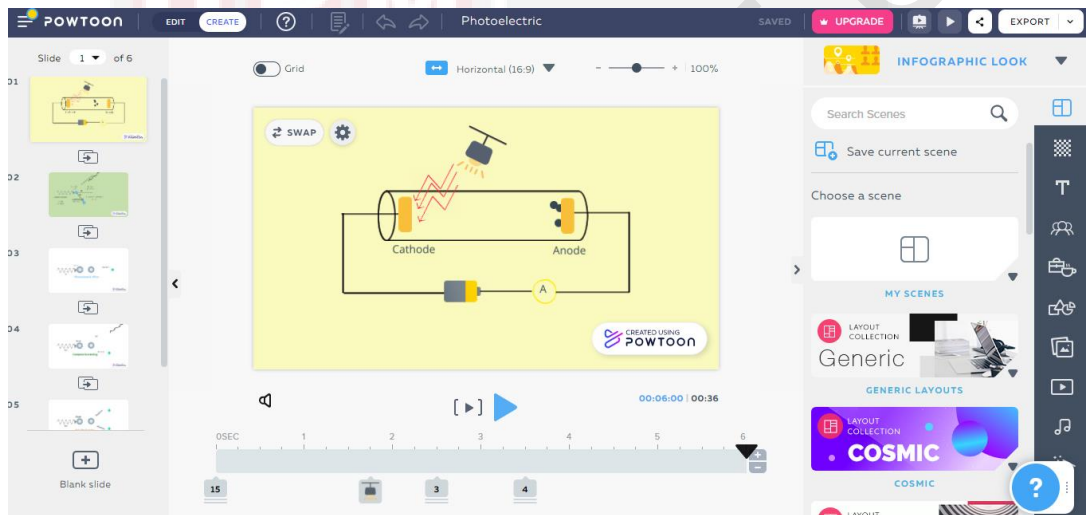 POWTOON
EDIT
CREATE
Photoelectric
SAVED
UPGRADE
EXPORT
Slide 1 of 6
Grid
Horizontal (16:9)
- + 100%
INFOGRAPHIC LOOK
01
02
03
04
05
SWAP
Cathode
Anode
A
CREATED USING
POWTOON
00:06:00 | 00:36
0SEC 1 2 3 4 5 6
15
3
4
Blank slide
Search Scenes
Save current scene
Choose a scene
MY SCENES
LAYOUT
COLLECTION
Generic
GENERIC LAYOUTS
LAYOUT
COLLECTION
COSMIC
COSMIC
LAYOUT
T
?